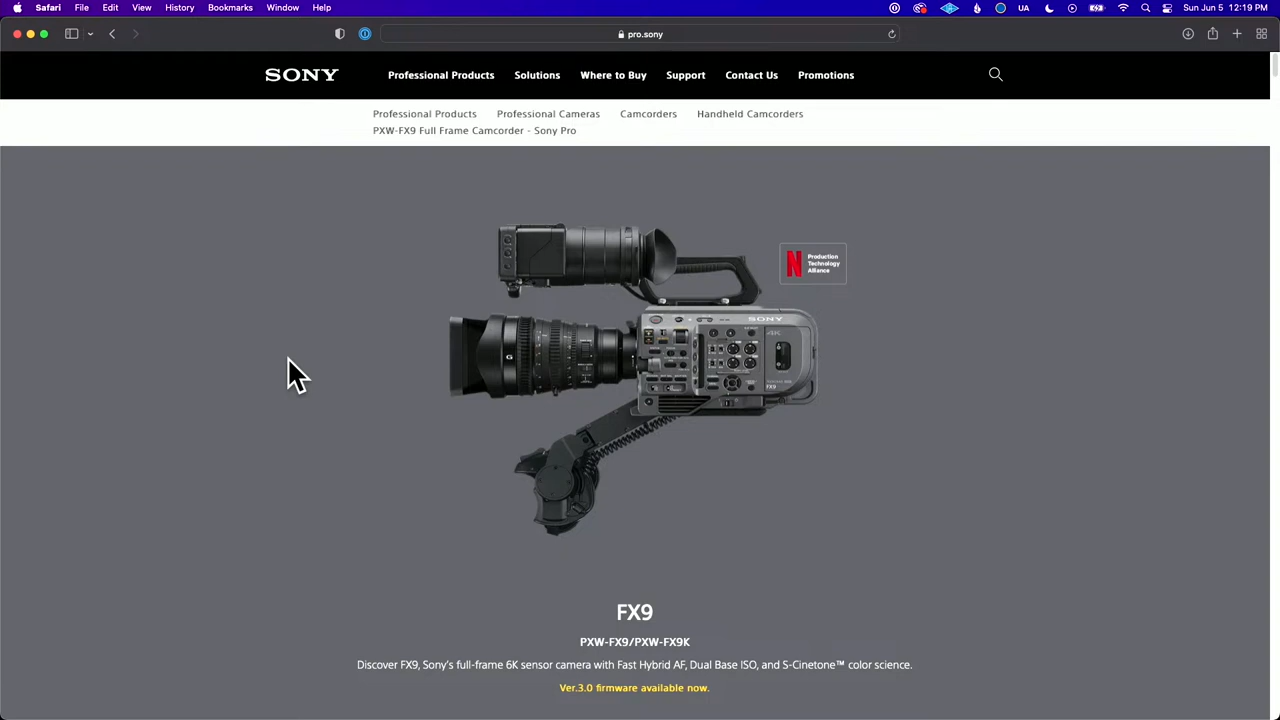 Safari File Edit View History Bookmarks Window Help
UA
Sun Jun 5 12:19 PM
pro.sony
SONY Professional Products Solutions Where to Buy Support Contact Us Promotions
Professional Products Professional Cameras Camcorders Handheld Camcorders
PXW-FX9 Full Frame Camcorder - Sony Pro
N Production
Technology
Alliance
SONY
4K
G
FX9
FX9
PXW-FX9/PXW-FX9K
Discover FX9, Sony's full-frame 6K sensor camera with Fast Hybrid AF, Dual Base ISO, and S-Cinetone™ color science.
Ver.3.0 firmware available now.